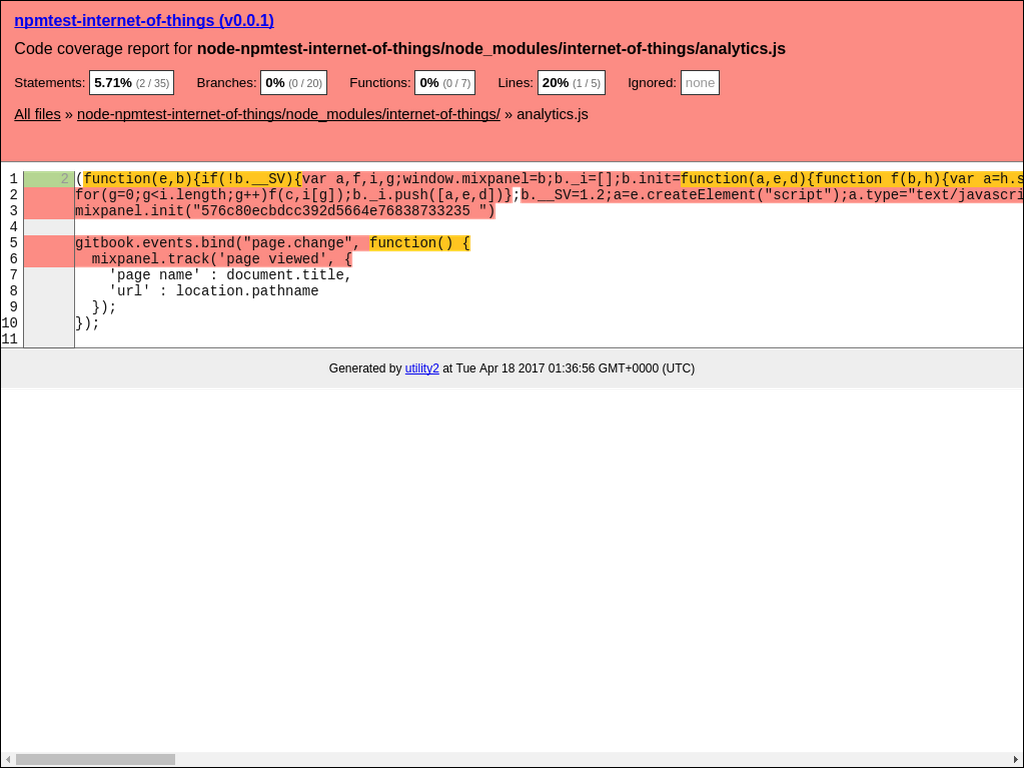 npmtest-internet-of-things (v0.0.1)
Code coverage report for node-npmtest-internet-of-things/node_modules/internet-of-things/analytics.js
Statements: 5.71% (2 / 35) Branches: 0% (0 / 20) Functions: 0% (0 / 7) Lines: 20% (1 / 5) Ignored: none
All files » node-npmtest-internet-of-things/node_modules/internet-of-things/ » analytics.js
1 2 (function(e,b){if(!b.__SV){var a,f,i,g;window.mixpanel=b;b._i=[];b.init=function(a,e,d){function f(b,h){var a=h.s
2 for(g=0;g<i.length;g++)f(c,i[g]);b._i.push([a,e,d])};b.__SV=1.2;a=e.createElement("script");a.type="text/javascri
3 mixpanel.init("576c80ecbdcc392d5664e76838733235 ")
4
5 gitbook.events.bind("page.change", function() {
6   mixpanel.track('page viewed', {
7     'page name' : document.title,
8     'url' : location.pathname
9   });
10 });
11
Generated by utility2 at Tue Apr 18 2017 01:36:56 GMT+0000 (UTC)